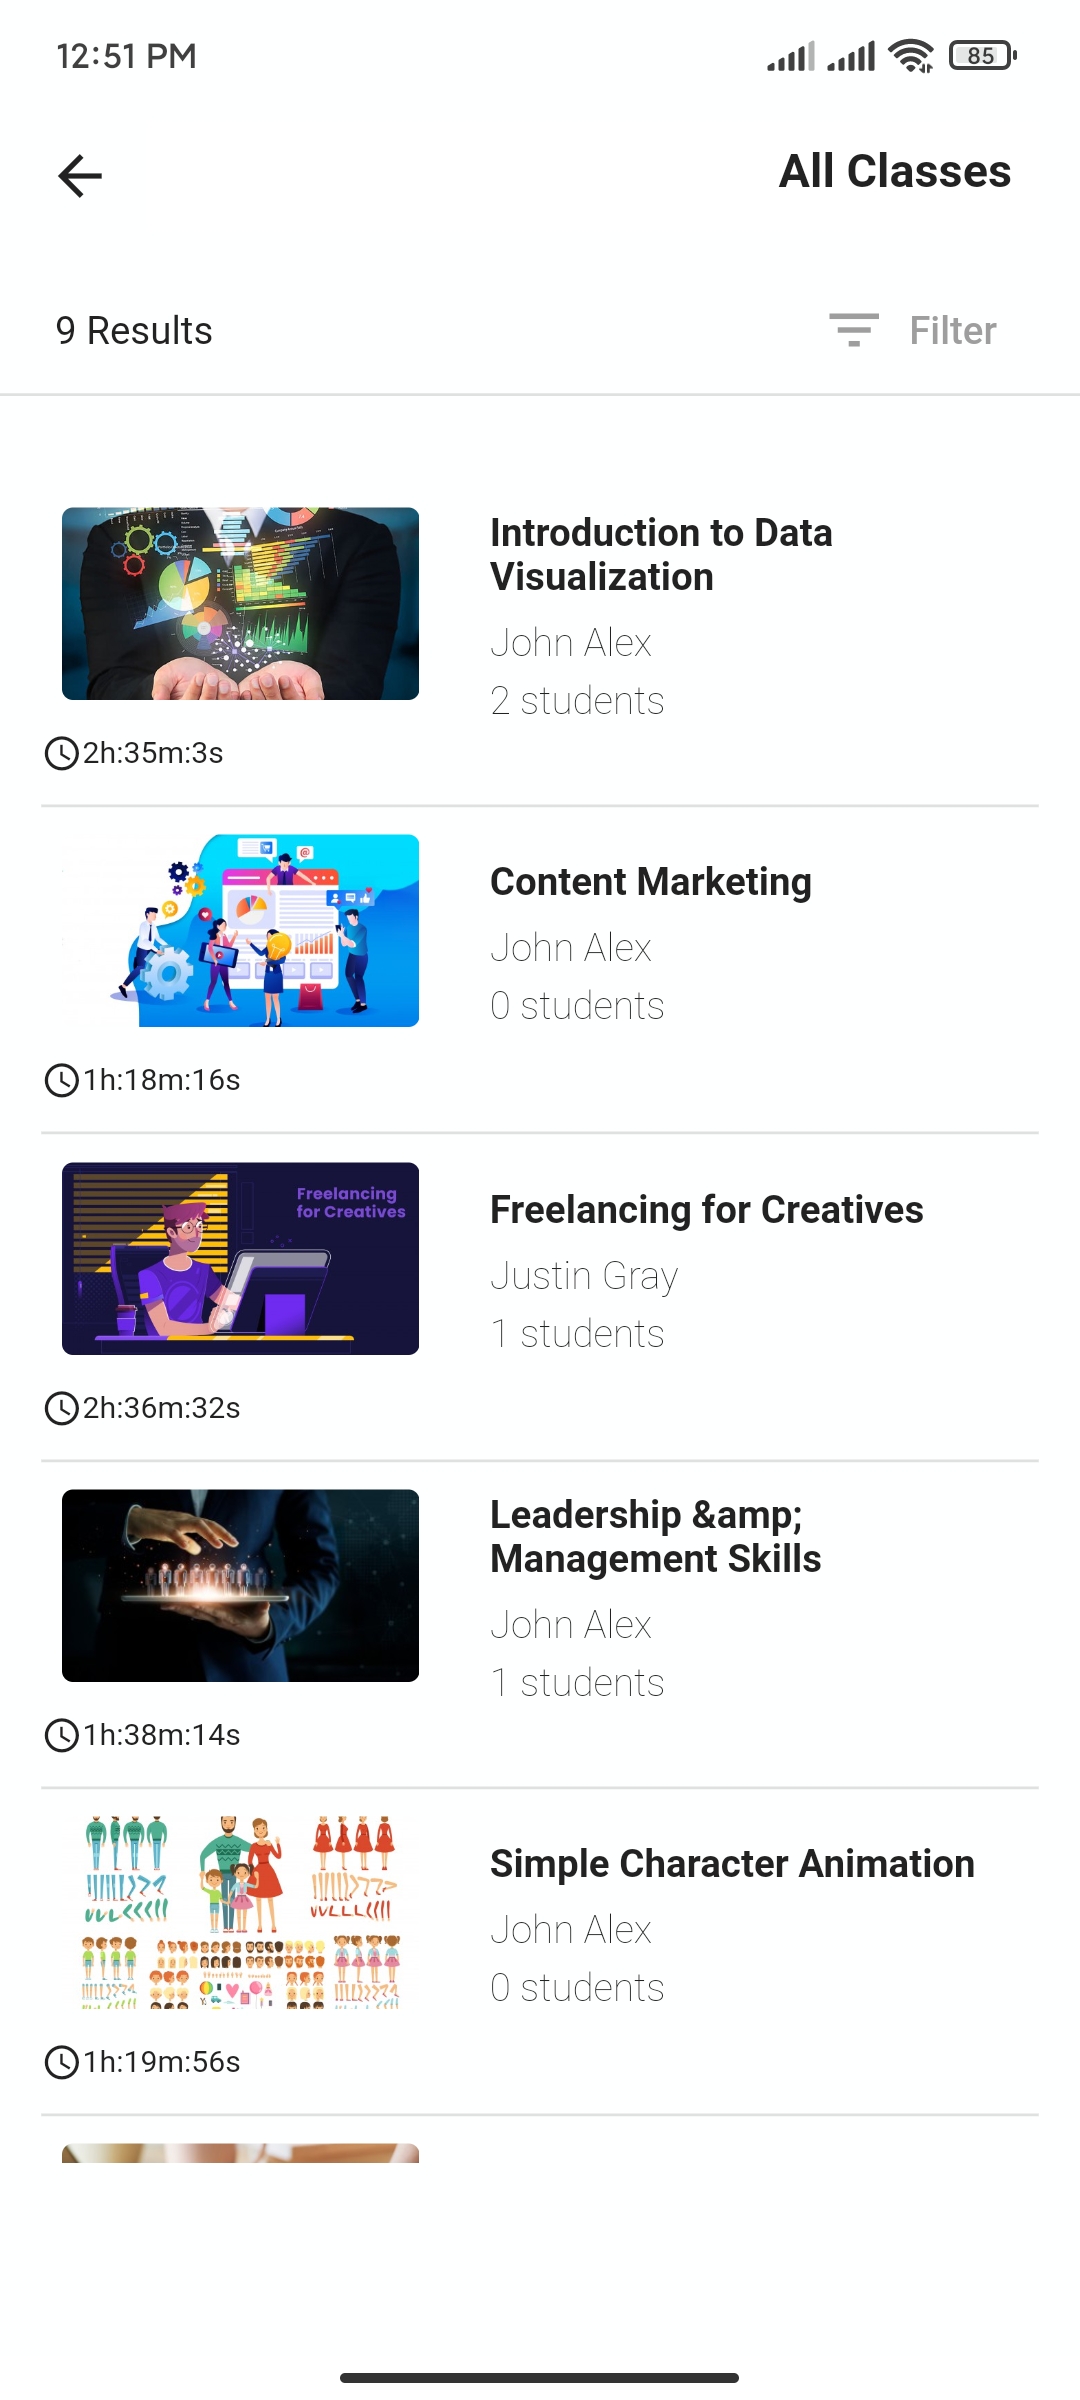 12:51 PM
85
All Classes
9 Results
Filter
Introduction to Data
Visualization
John Alex
2 students
2h:35m:3s
Content Marketing
John Alex
0 students
1h:18m:16s
Freelancing
for Creatives
Freelancing for Creatives
Justin Gray
1 students
2h:36m:32s
Leadership &amp;
Management Skills
John Alex
1 students
1h:38m:14s
Simple Character Animation
John Alex
0 students
1h:19m:56s